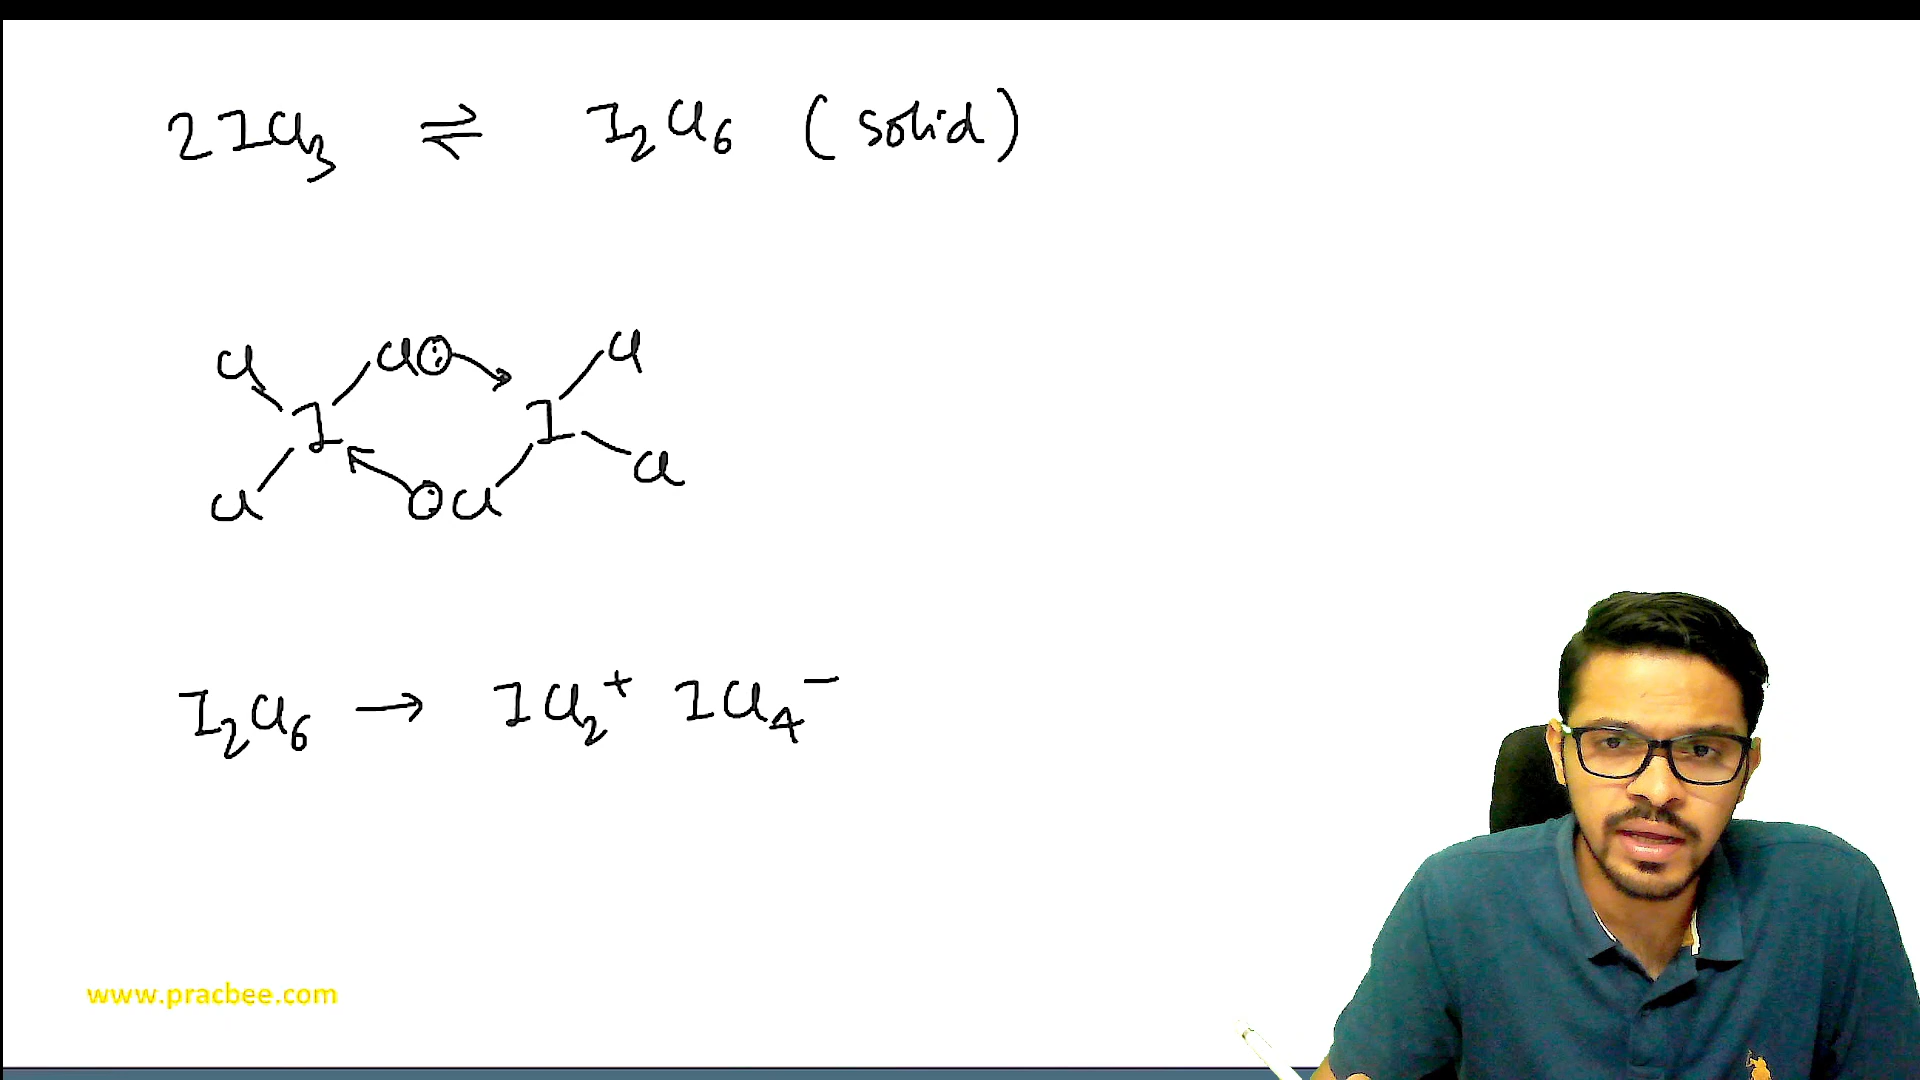 2ICl₃ ⇌ I₂Cl₆ (solid)
Cl Cl: Cl
I I
Cl :Cl Cl
I₂Cl₆ → ICl₂⁺ ICl₄⁻
www.pracbee.com